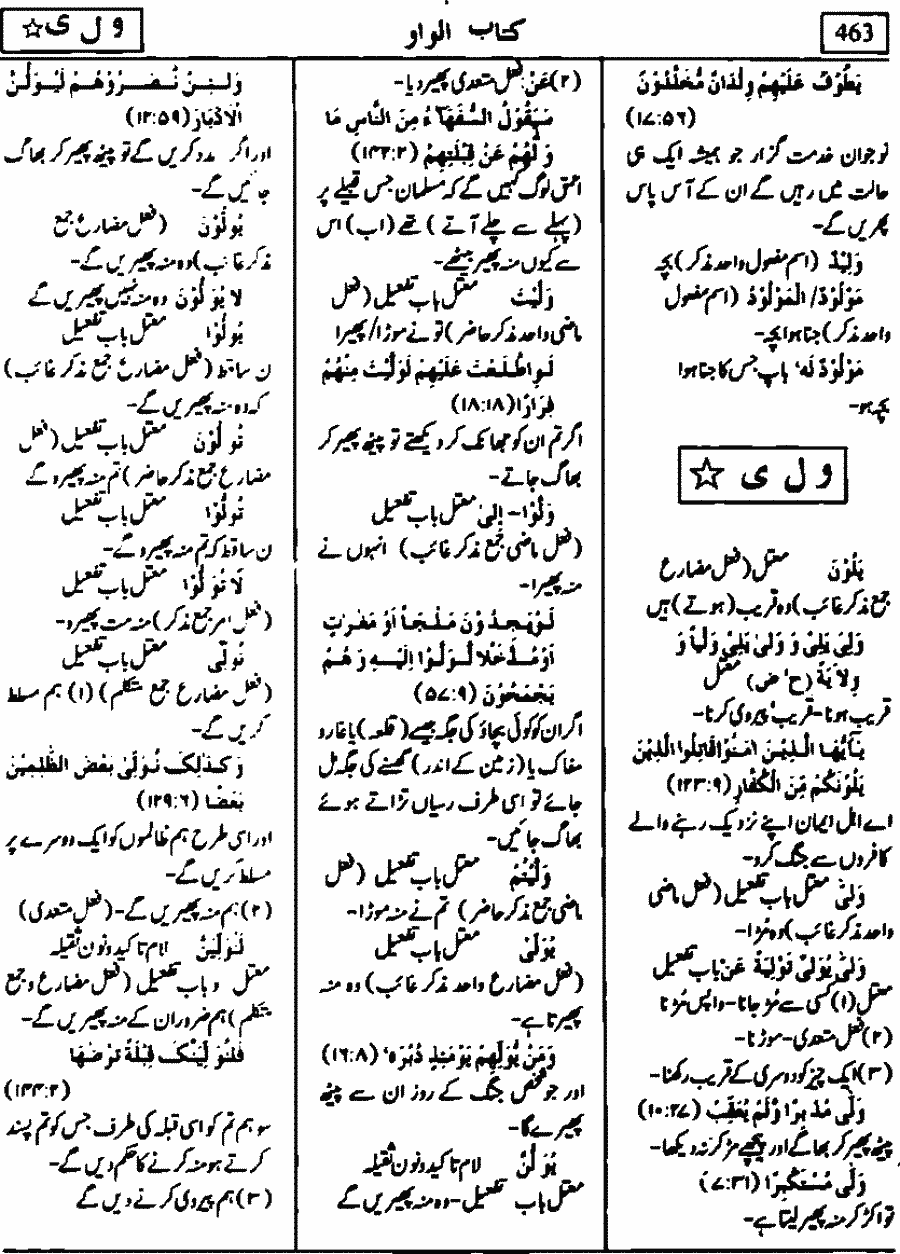 463
کتاب الواو
و ل ی ☆
یَطُوْفُ عَلَیْهِمْ وِلْدَانٌ مُّخَلَّدُوْنَ
(۱۷:۵۶)
نوجوان خدمت گزار جو ہمیشہ ایک ہی
حالت میں رہیں گے ان کے آس پاس
پھریں گے-
وَلِیْدٌ (اسم مفعول واحد مذکر) بچہ
مَوْلُوْدٌ/الْمَوْلُوْدُ (اسم مفعول
واحد مذکر) جنا ہوا بچہ-
مَوْلُوْدٌ لَه، باپ جس کا جنا ہوا
بچہ ہو-
و ل ی ☆
یَلُوْنَ معتل (فعل مضارع
جمع مذکر غائب) وہ قریب (ہوتے) ہیں
وَلِیَ یَلِیْ وَ وَلٰی یَلِیْ وَلْیاً وَ
وِلَایَةً (ح، ض) معتل
قریب ہونا-قریب، پیروی کرنا-
یٰٓاَیُّهَا الَّذِیْنَ اٰمَنُوْا قَاتِلُوا الَّذِیْنَ
یَلُوْنَکُمْ مِّنَ الْکُفَّارِ (۱۲۳:۹)
اے اہل ایمان اپنے نزدیک رہنے والے
کافروں سے جنگ کرو-
وَلّٰی معتل باب تفعیل (فعل ماضی
واحد مذکر غائب) وہ مُڑا-
وَلّٰی یُوَلِّیْ تَوْلِیَةً عَنْ باب تفعیل
معتل (۱) کسی سے مُڑ جانا-واپس مُڑنا
(۲) فعل متعدی-موڑنا-
(۳) ایک چیز کو دوسری کے قریب رکھنا-
وَلّٰی مُدْبِرًا وَّلَمْ یُعَقِّبْ (۱۰:۲۷)
پیٹھ پھیر کر بھاگے اور پیچھے مڑ کر نہ دیکھا-
وَلّٰی مُسْتَکْبِرًا (۷:۳۱)
تو اکڑ کر منہ پھیر لیتا ہے-
(۲) عَنْ، فعل متعدی پھیر دیا-
سَیَقُوْلُ السُّفَهَآءُ مِنَ النَّاسِ مَا
وَلّٰهُمْ عَنْ قِبْلَتِهِمْ (۱۴۲:۲)
احمق لوگ کہیں گے کہ مسلمان جس قبیلے پر
(پہلے سے چلے آتے) تھے (اب) اس
سے کیوں منہ پھیر بیٹھے-
وَلَّیْتَ معتل باب تفعیل (فعل
ماضی واحد مذکر حاضر) تو نے موڑا/پھیرا
لَوِاطَّلَعْتَ عَلَیْهِمْ لَوَلَّیْتَ مِنْهُمْ
فِرَارًا (۱۸:۱۸)
اگر تم ان کو جھانک کر دیکھتے تو پیٹھ پھیر کر
بھاگ جاتے-
وَلَّوْا-اِلٰی معتل باب تفعیل
(فعل ماضی جمع مذکر غائب) انہوں نے
منہ پھیرا-
لَوْیَجِدُوْنَ مَلْجَأً اَوْ مَغٰرٰتٍ
اَوْمُدَّخَلًا لَّوَلَّوْا اِلَیْهِ وَهُمْ
یَجْمَحُوْنَ (۵۷:۹)
اگر ان کو کوئی بچاؤ کی جگہ جیسے (قلعہ) یا غار و
مغاک یا (زمین کے اندر) گھسنے کی جگہ مل
جائے تو اسی طرف رسیاں تڑاتے ہوئے
بھاگ جائیں-
وَلَّیْتُمْ معتل باب تفعیل (فعل
ماضی جمع مذکر حاضر) تم نے منہ موڑا-
یُوَلِّیْ معتل باب تفعیل
(فعل مضارع واحد مذکر غائب) وہ منہ
پھیرتا ہے-
وَمَنْ یُّوَلِّهِمْ یَوْمَئِذٍ دُبُرَه، (۱۶:۸)
اور جو شخص جنگ کے روز ان سے پیٹھ
پھیرے گا-
یُوَلُّنَّ لام تاکید و نون ثقیلہ
معتل باب تفعیل-وہ منہ پھیریں گے
وَلَئِنْ نَّصَرُوْهُمْ لَیُوَلُّنَّ
الْاَدْبَارَ (۱۲:۵۹)
اور اگر مدد کریں گے تو پیٹھ پھیر کر بھاگ
جائیں گے-
یُوَلُّوْنَ (فعل مضارع جمع
مذکر غائب) وہ منہ پھیریں گے-
لَا یُوَلُّوْنَ وہ منہ نہیں پھیریں گے
یُوَلُّوْا معتل باب تفعیل
ن ساقط (فعل مضارع جمع مذکر غائب)
کہ وہ منہ پھیریں گے-
تُوَلُّوْنَ معتل باب تفعیل (فعل
مضارع جمع مذکر حاضر) تم منہ پھیرو گے
تُوَلُّوْا معتل باب تفعیل
ن ساقط کہ تم منہ پھیرو گے-
لَا تُوَلُّوْا معتل باب تفعیل
(فعل امر جمع مذکر) منہ مت پھیرو-
نُوَلِّیْ معتل باب تفعیل
(فعل مضارع جمع متکلم) (۱) ہم مسلط
کریں گے-
وَکَذٰلِکَ نُوَلِّیْ بَعْضَ الظّٰلِمِیْنَ
بَعْضًا (۱۲۹:۶)
اور اسی طرح ہم ظالموں کو ایک دوسرے پر
مسلط کریں گے-
(۲) ہم منہ پھیریں گے-(فعل متعدی)
نُوَلِّیَنَّ لام تاکید و نون ثقیلہ
معتل و باب تفعیل (فعل مضارع و جمع
متکلم) ہم ضرور ان کے منہ پھیریں گے-
فَلَنُوَلِّیَنَّکَ قِبْلَةً تَرْضٰهَا
(۱۴۴:۲)
سو ہم تم کو اسی قبلہ کی طرف جس کو تم پسند
کرتے ہو منہ کرنے کا حکم دیں گے-
(۳) ہم پیروی کرنے دیں گے